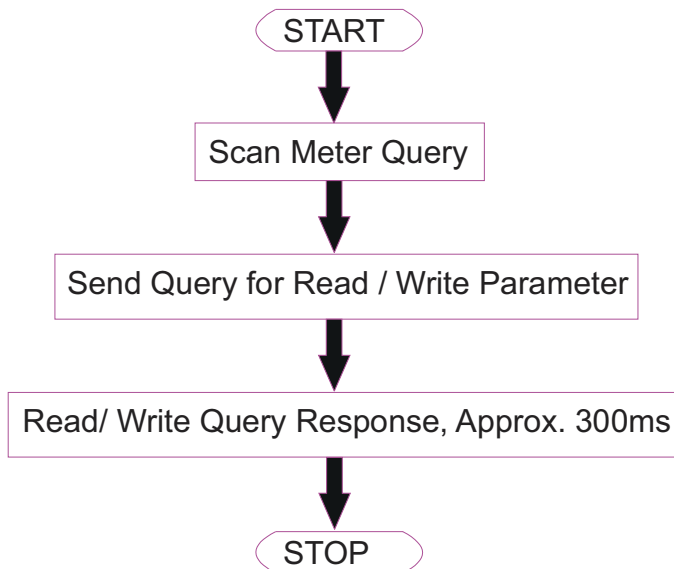 START
Scan Meter Query
Send Query for Read / Write Parameter
Read/ Write Query Response, Approx. 300ms
STOP